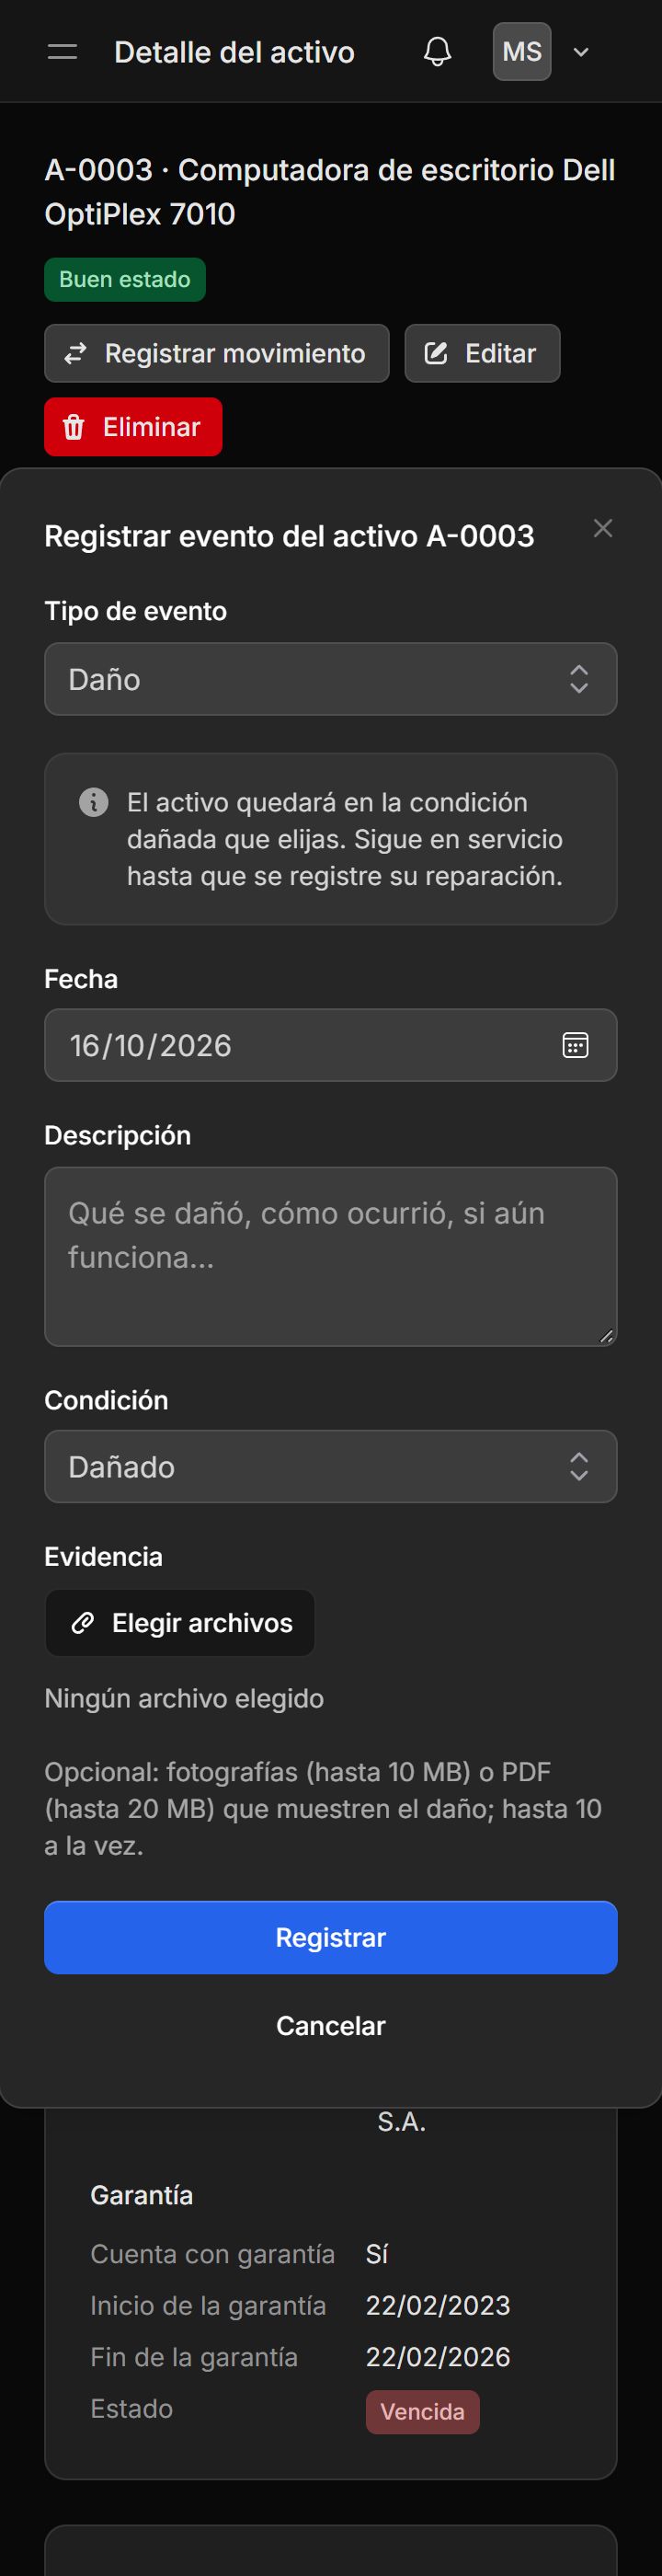 Detalle del activo
MS
A-0003 · Computadora de escritorio Dell
OptiPlex 7010
Buen estado
Registrar movimiento
Editar
Eliminar
Registrar evento del activo A-0003
Tipo de evento
Daño
El activo quedará en la condición
dañada que elijas. Sigue en servicio
hasta que se registre su reparación.
Fecha
16/10/2026
Descripción
Qué se dañó, cómo ocurrió, si aún
funciona...
Condición
Dañado
Evidencia
Elegir archivos
Ningún archivo elegido
Opcional: fotografías (hasta 10 MB) o PDF
(hasta 20 MB) que muestren el daño; hasta 10
a la vez.
Registrar
Cancelar
S.A.
Garantía
Cuenta con garantía Sí
Inicio de la garantía 22/02/2023
Fin de la garantía 22/02/2026
Estado Vencida